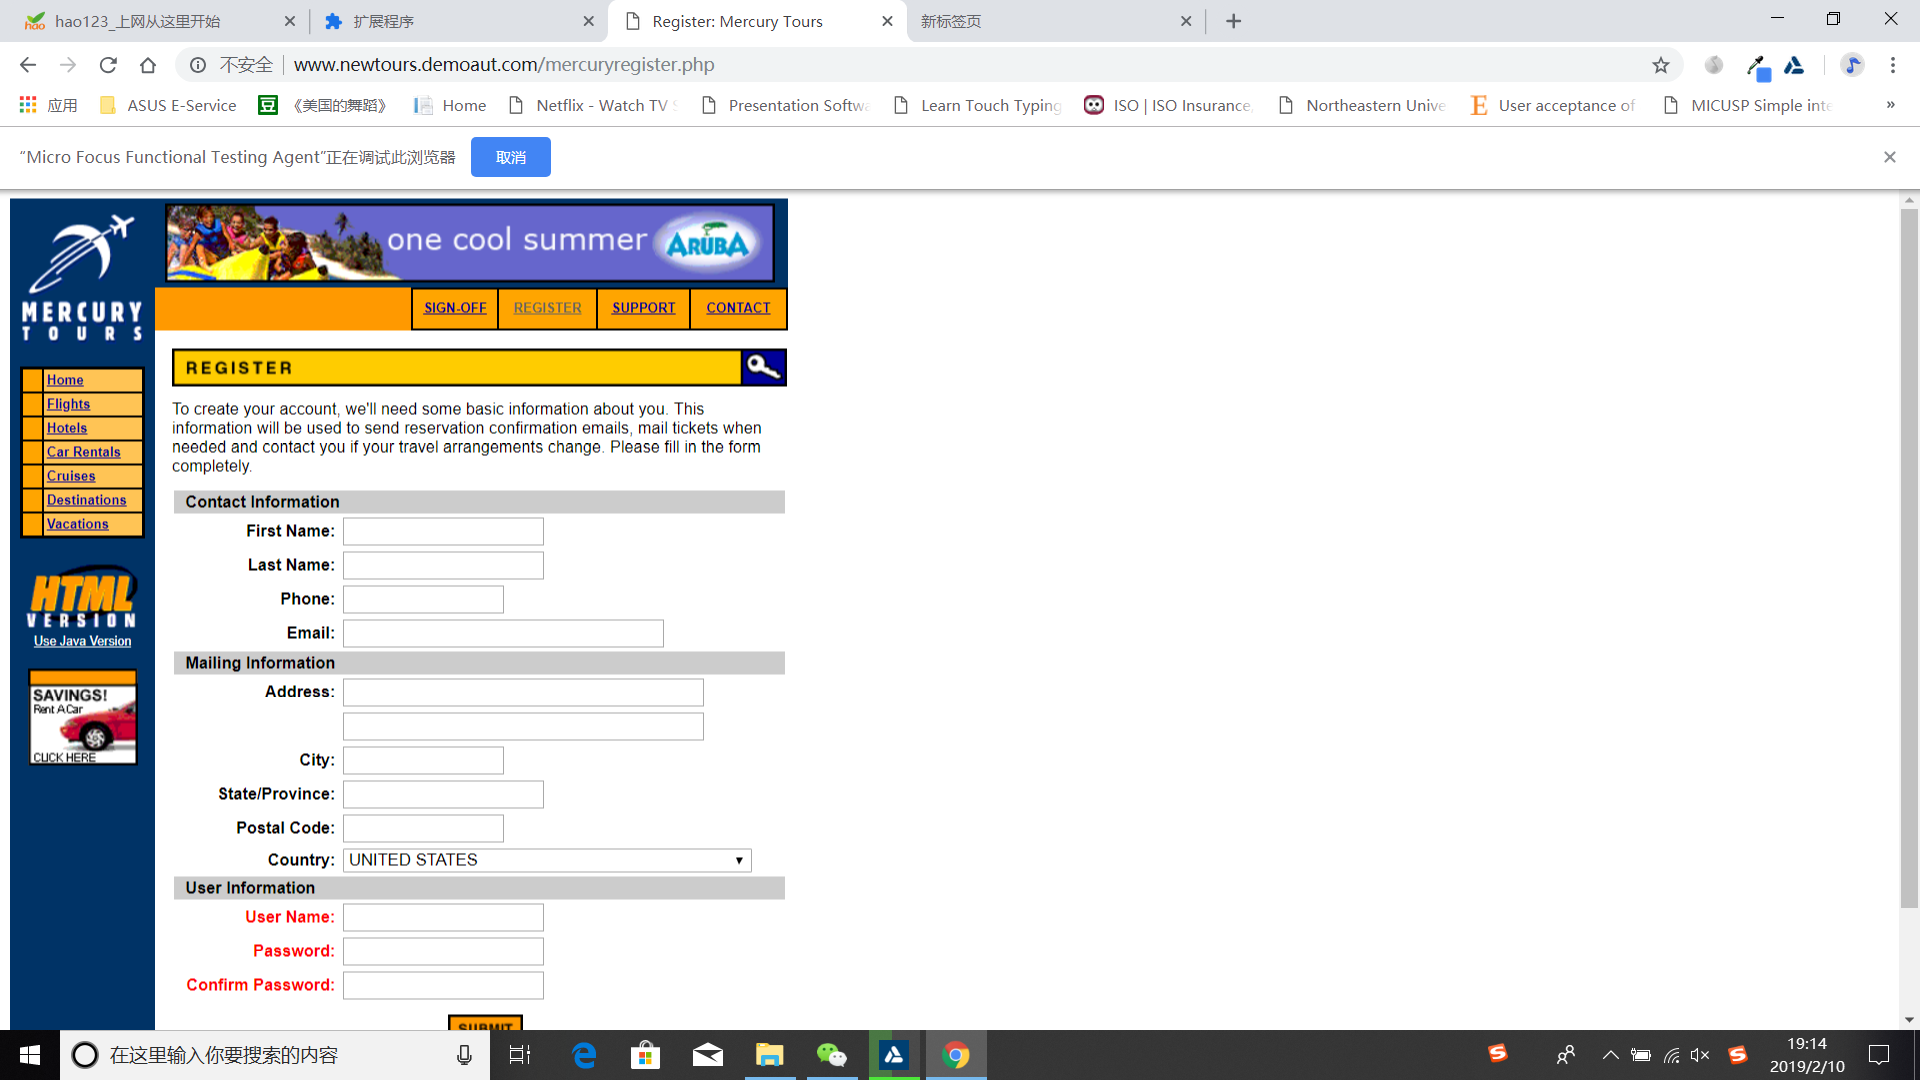 hao123_上网从这里开始
扩展程序
Register: Mercury Tours
新标签页
不安全
www.newtours.demoaut.com/mercuryregister.php
应用
ASUS E-Service
《美国的舞蹈》
Home
Netflix - Watch TV S
Presentation Softwa
Learn Touch Typing
ISO | ISO Insurance,
Northeastern Unive
User acceptance of
MICUSP Simple inte
»
“Micro Focus Functional Testing Agent”正在调试此浏览器
取消
one cool summer
ARUBA
MERCURY
TOURS
SIGN-OFF
REGISTER
SUPPORT
CONTACT
REGISTER
Home
Flights
Hotels
Car Rentals
Cruises
Destinations
Vacations
HTML
VERSION
Use Java Version
SAVINGS!
Rent A Car
CLICK HERE
To create your account, we'll need some basic information about you. This
information will be used to send reservation confirmation emails, mail tickets when
needed and contact you if your travel arrangements change. Please fill in the form
completely.
Contact Information
First Name:
Last Name:
Phone:
Email:
Mailing Information
Address:
City:
State/Province:
Postal Code:
Country:
UNITED STATES
User Information
User Name:
Password:
Confirm Password:
SUBMIT
在这里输入你要搜索的内容
19:14
2019/2/10